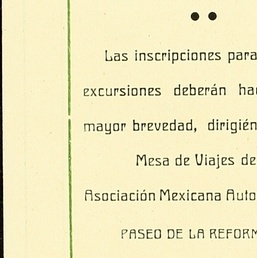 Las inscripciones para
excursiones deberán
mayor brevedad,
Mesa de Viajes de
Asociación Mexicana
PASEO DE LA